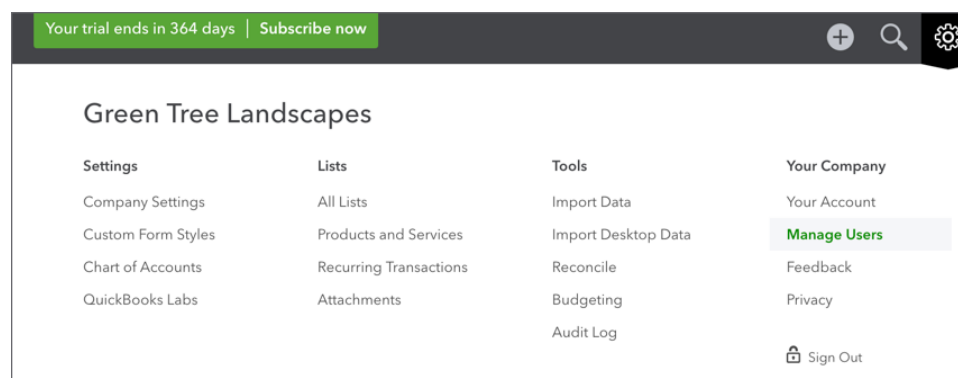 Your trial ends in 364 days | Subscribe now
Green Tree Landscapes
Settings
Company Settings
Custom Form Styles
Chart of Accounts
QuickBooks Labs
Lists
All Lists
Products and Services
Recurring Transactions
Attachments
Tools
Import Data
Import Desktop Data
Reconcile
Budgeting
Audit Log
Your Company
Your Account
Manage Users
Feedback
Privacy
Sign Out